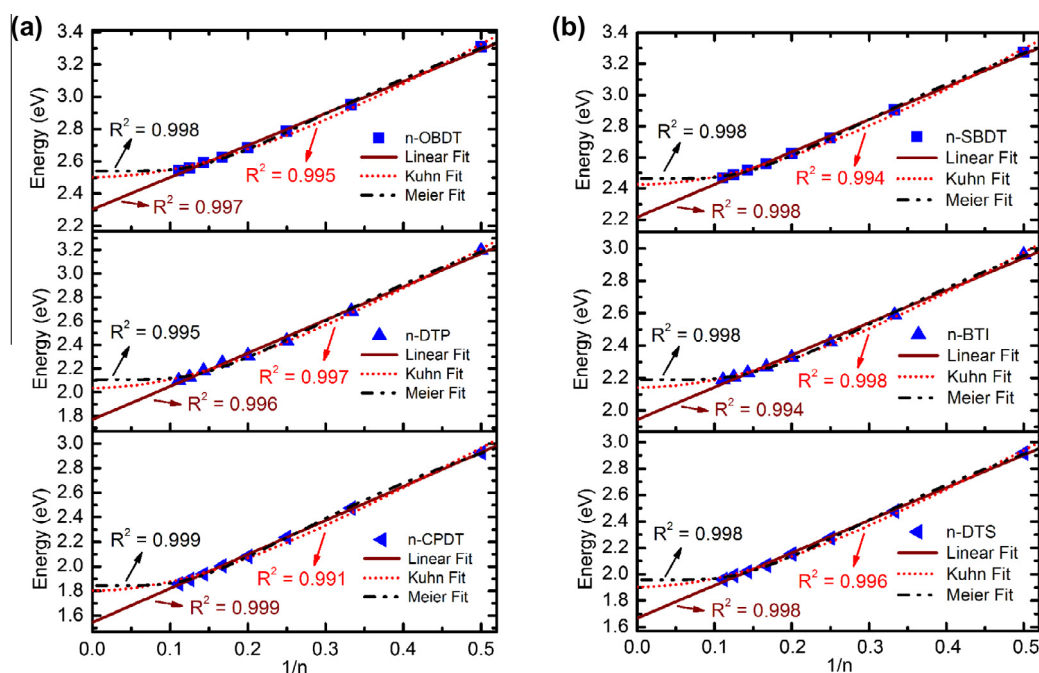 (a)
3.4
3.2
3.0
2.8
2.6
2.4
2.2
Energy (eV)
R² = 0.998
R² = 0.995
R² = 0.997
n-OBDT
Linear Fit
Kuhn Fit
Meier Fit
3.2
3.0
2.8
2.6
2.4
2.2
2.0
1.8
Energy (eV)
R² = 0.995
R² = 0.997
R² = 0.996
n-DTP
Linear Fit
Kuhn Fit
Meier Fit
3.0
2.8
2.6
2.4
2.2
2.0
1.8
1.6
Energy (eV)
R² = 0.999
R² = 0.991
R² = 0.999
n-CPDT
Linear Fit
Kuhn Fit
Meier Fit
0.0 0.1 0.2 0.3 0.4 0.5
1/n
(b)
3.4
3.2
3.0
2.8
2.6
2.4
2.2
Energy (eV)
R² = 0.998
R² = 0.994
R² = 0.998
n-SBDT
Linear Fit
Kuhn Fit
Meier Fit
3.0
2.8
2.6
2.4
2.2
2.0
Energy (eV)
R² = 0.998
R² = 0.998
R² = 0.994
n-BTI
Linear Fit
Kuhn Fit
Meier Fit
3.0
2.8
2.6
2.4
2.2
2.0
1.8
1.6
Energy (eV)
R² = 0.998
R² = 0.996
R² = 0.998
n-DTS
Linear Fit
Kuhn Fit
Meier Fit
0.0 0.1 0.2 0.3 0.4 0.5
1/n